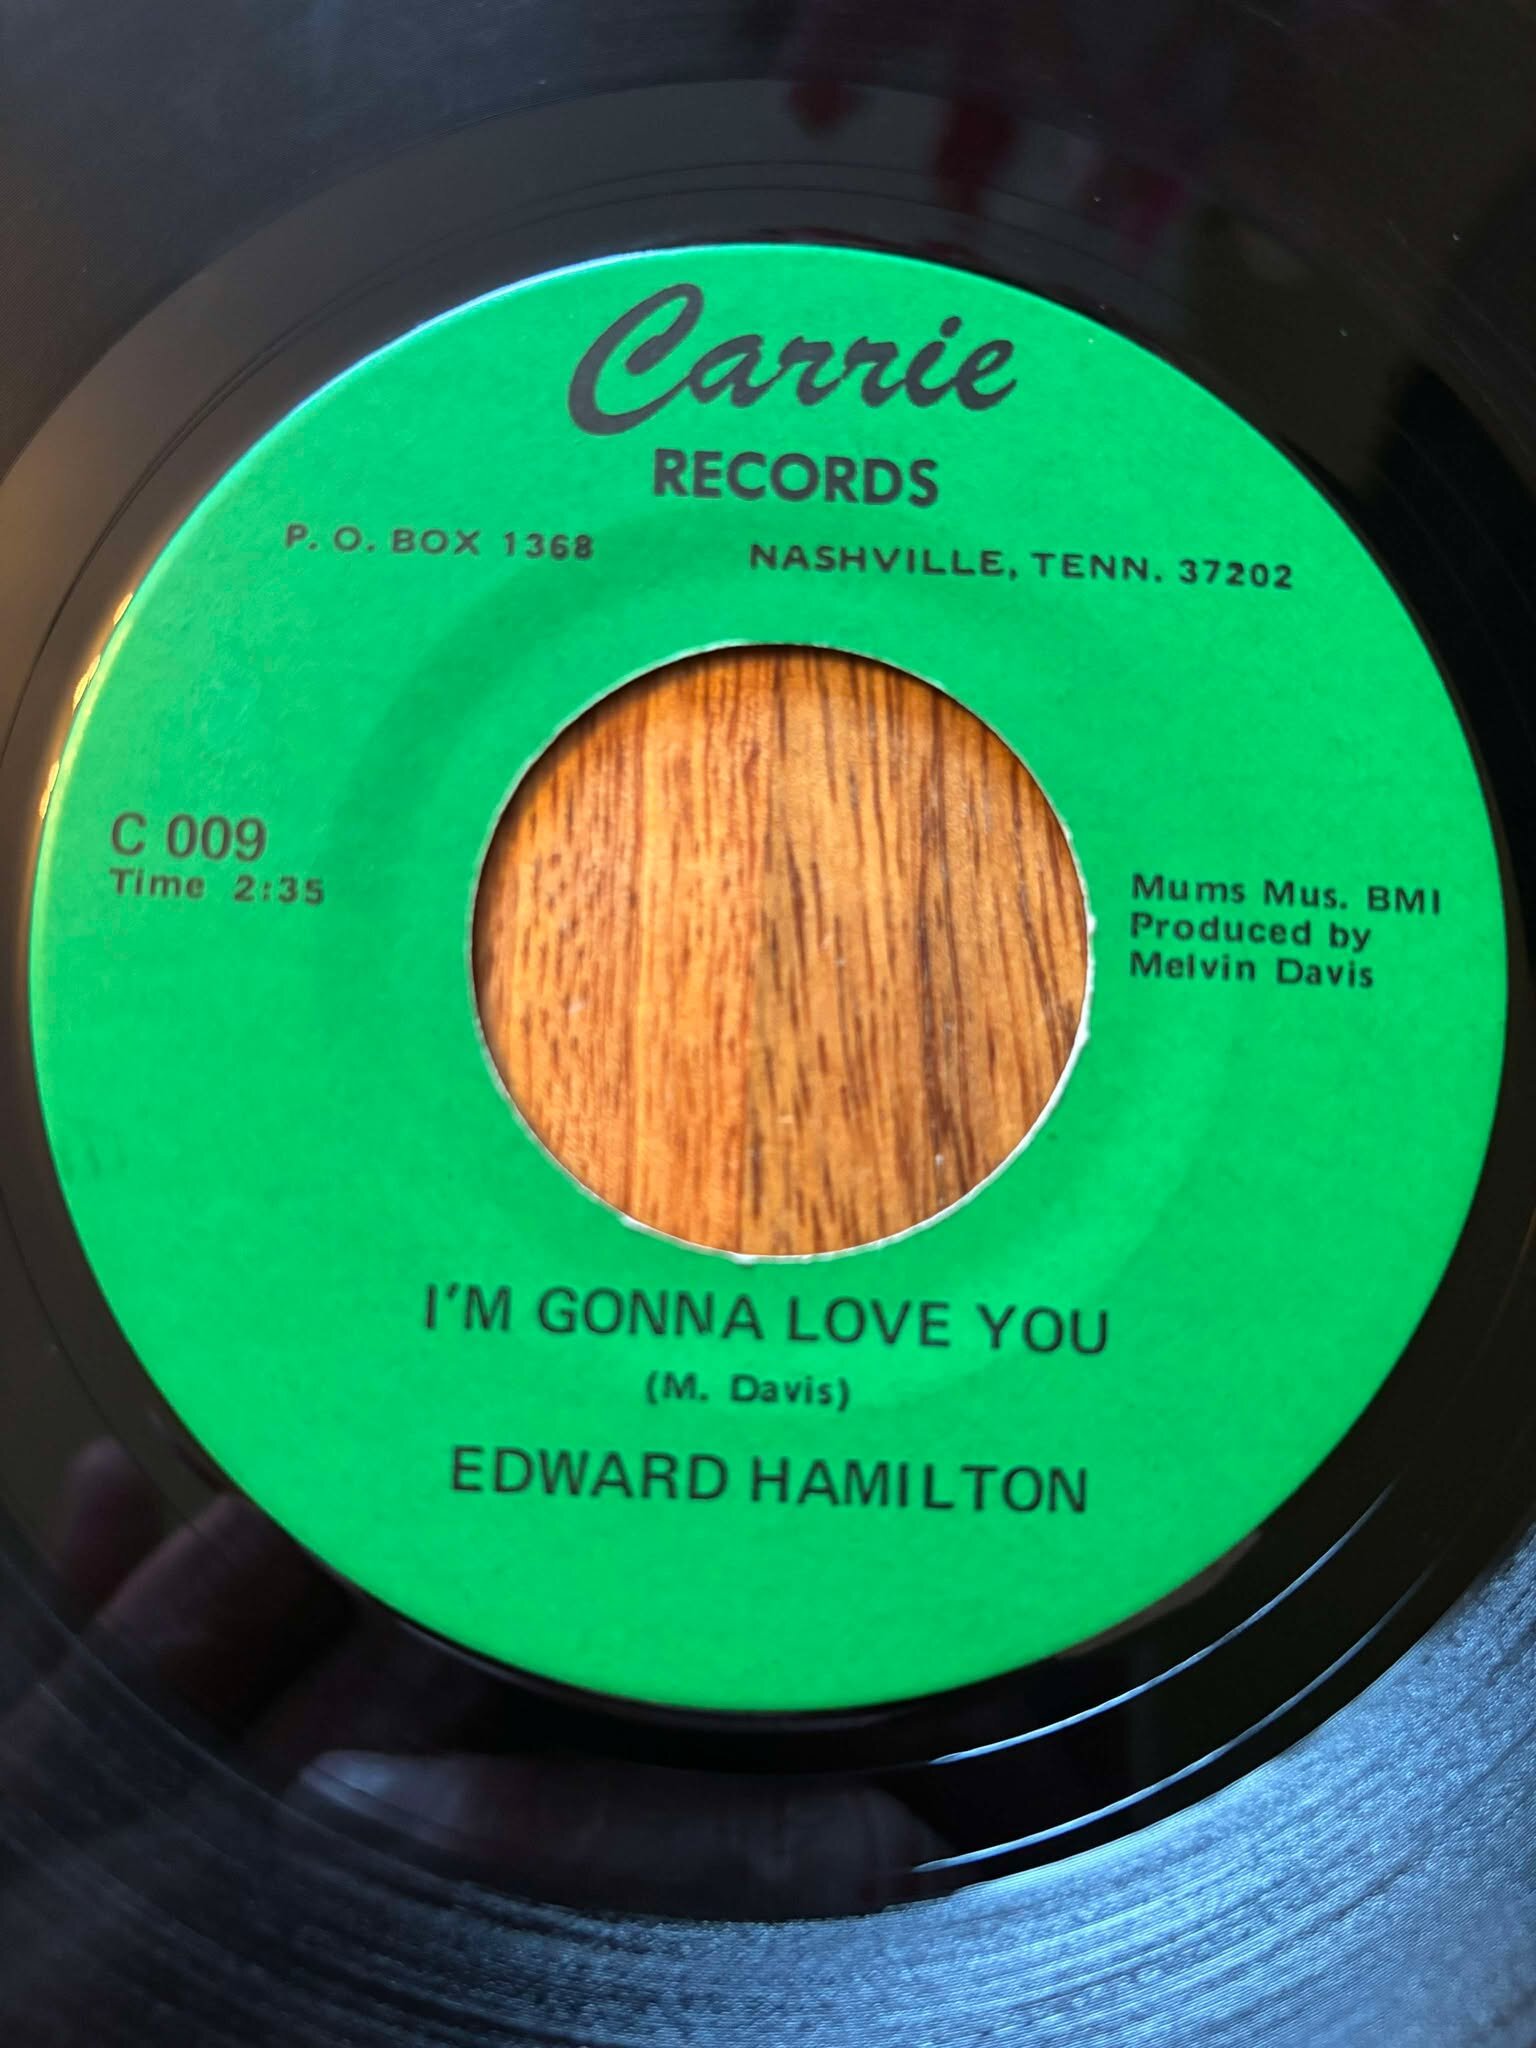 Carrie
RECORDS
P. O. BOX 1368 NASHVILLE, TENN. 37202
C 009
Time 2:35
Mums Mus. BMI
Produced by
Melvin Davis
I'M GONNA LOVE YOU
(M. Davis)
EDWARD HAMILTON